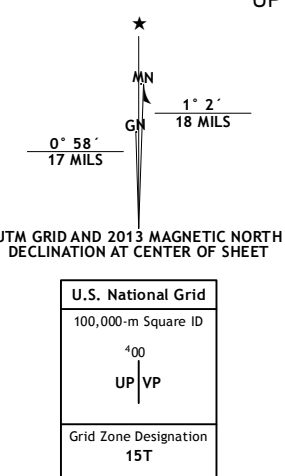 UP
★
MN
1° 2´
18 MILS
GN
0° 58´
17 MILS
UTM GRID AND 2013 MAGNETIC NORTH
DECLINATION AT CENTER OF SHEET
U.S. National Grid
100,000-m Square ID
⁴00
UP VP
Grid Zone Designation
15T